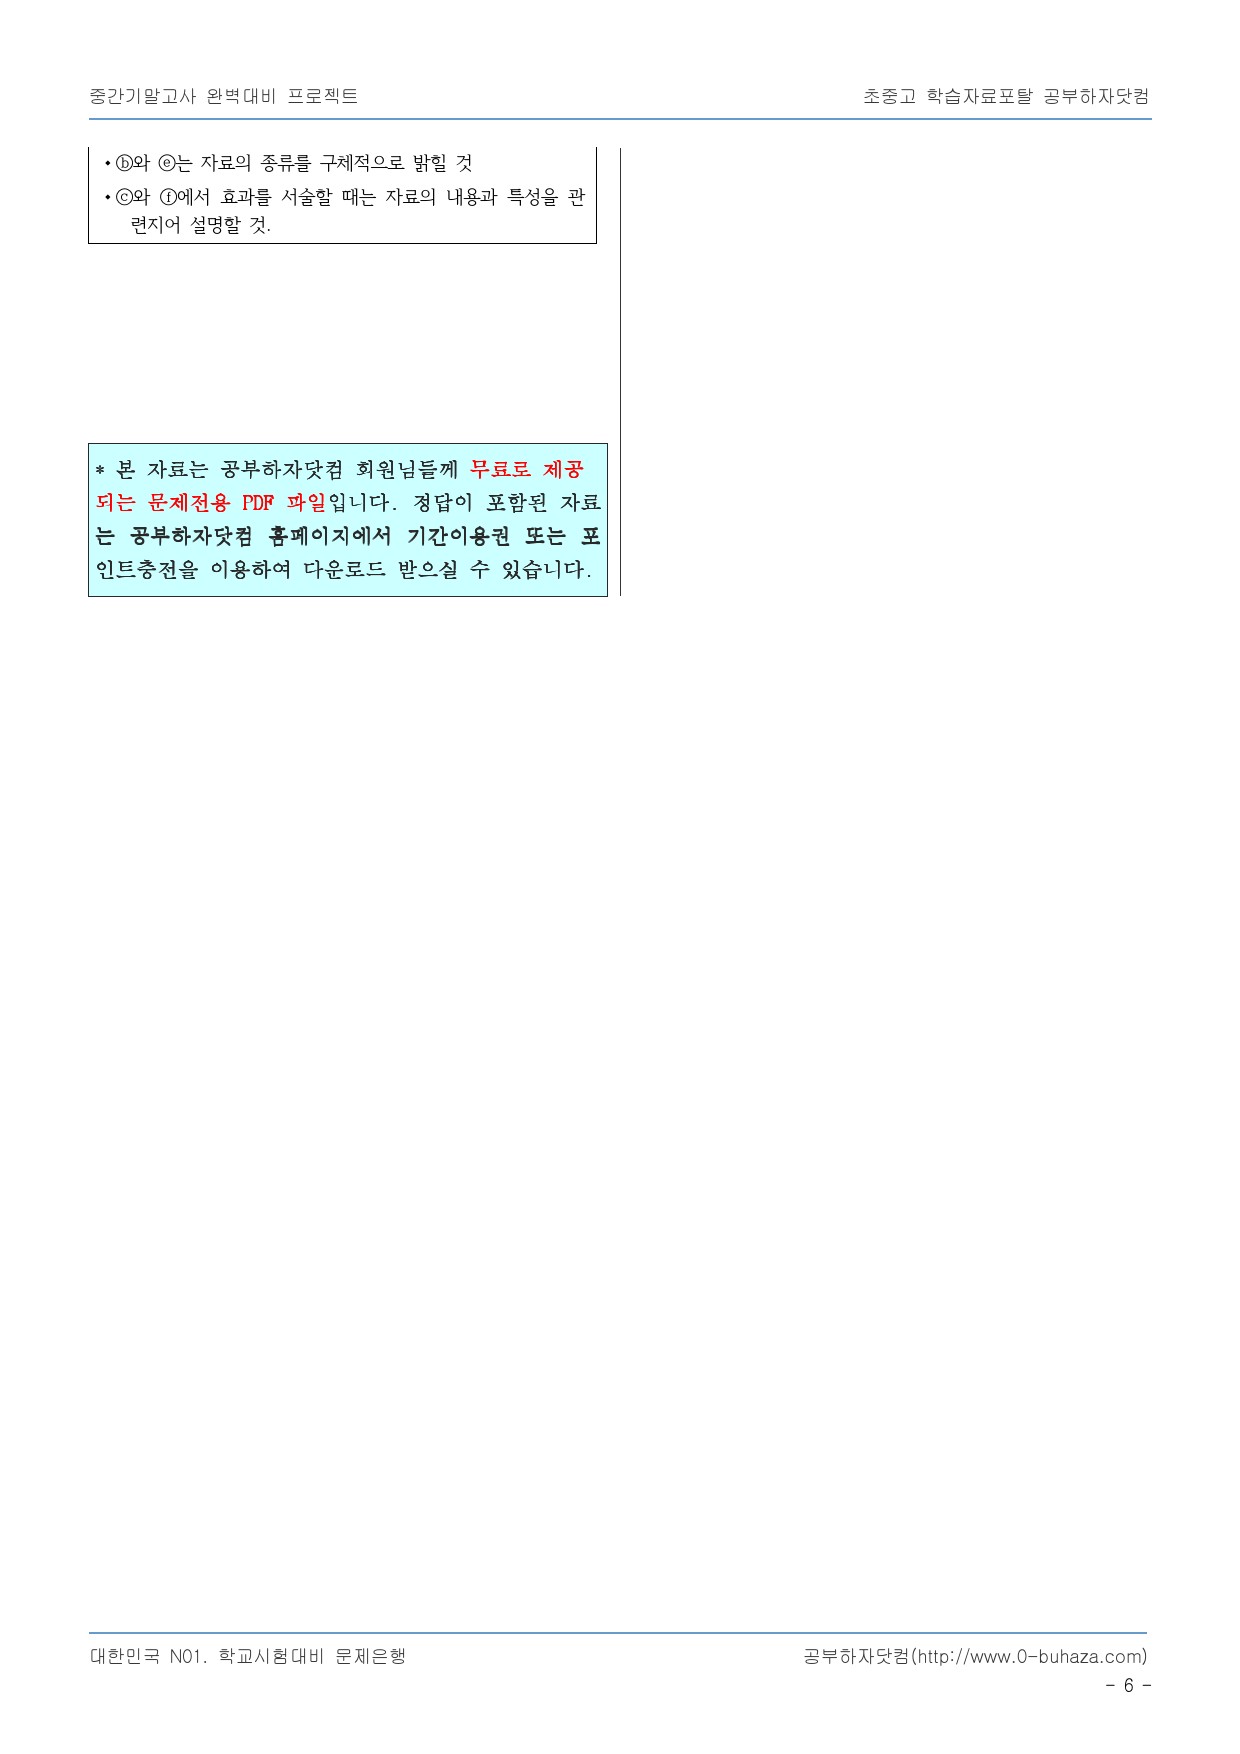 중간기말고사 완벽대비 프로젝트
초중고 학습자료포탈 공부하자닷컴
• ⓑ와 ⓔ는 자료의 종류를 구체적으로 밝힐 것
• ⓒ와 ⓕ에서 효과를 서술할 때는 자료의 내용과 특성을 관
련지어 설명할 것.
* 본 자료는 공부하자닷컴 회원님들께 무료로 제공
되는 문제전용 PDF 파일입니다. 정답이 포함된 자료
는 공부하자닷컴 홈페이지에서 기간이용권 또는 포
인트충전을 이용하여 다운로드 받으실 수 있습니다.
대한민국 N01. 학교시험대비 문제은행
공부하자닷컴(http://www.0-buhaza.com)
- 6 -